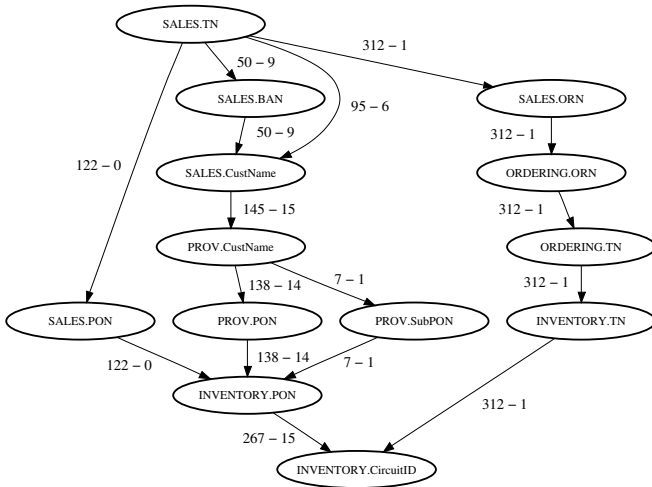 SALES.TN
312 − 1
50 − 9
SALES.BAN
SALES.ORN
95 − 6
50 − 9
312 − 1
122 − 0
SALES.CustName
ORDERING.ORN
145 − 15
312 − 1
PROV.CustName
ORDERING.TN
138 − 14
7 − 1
312 − 1
SALES.PON
PROV.PON
PROV.SubPON
INVENTORY.TN
122 − 0
138 − 14
7 − 1
INVENTORY.PON
312 − 1
267 − 15
INVENTORY.CircuitID